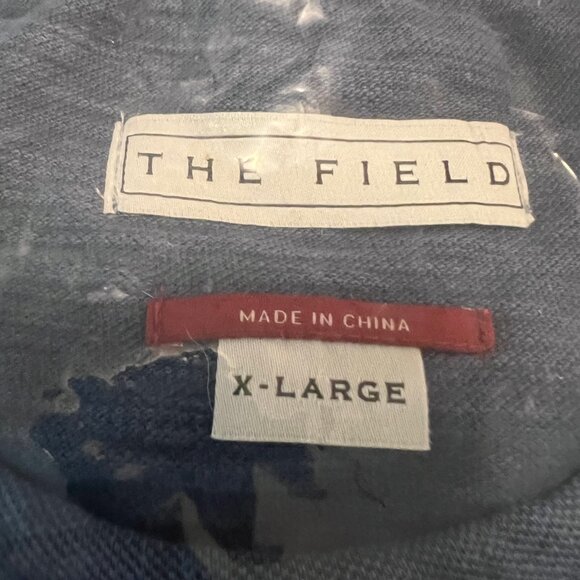 THE FIELD
MADE IN CHINA
X-LARGE